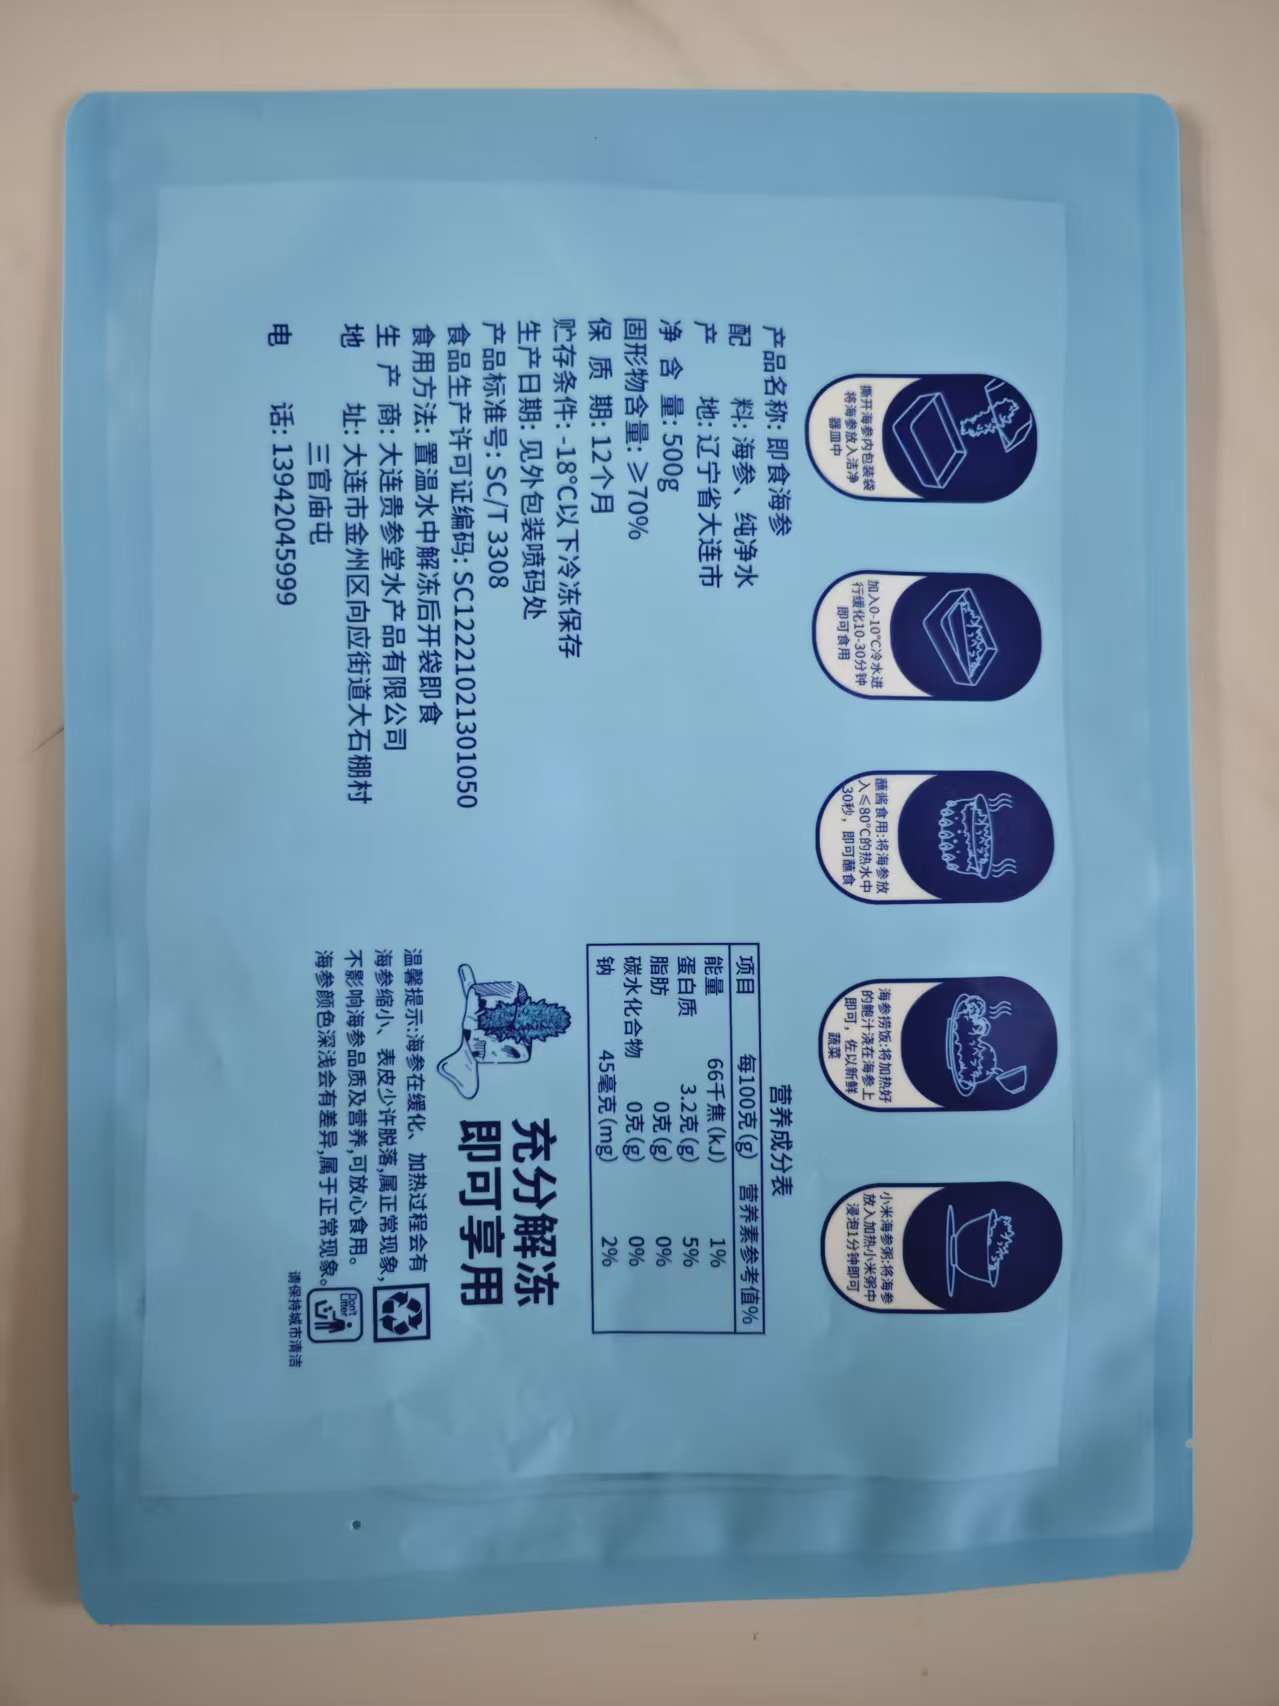 撕开海参内包装袋
将海参放入洁净
器皿中
加入0-10℃冷水进
行缓化10-30分钟
即可食用
蘸酱食用:将海参放
入≤80℃的热水中
30秒，即可蘸食
海参捞饭:将加热好
的鲍汁浇在海参上
即可，佐以新鲜
蔬菜
小米海参粥:将海参
放入加热小米粥中
浸泡1分钟即可
产品名称: 即食海参
配 料: 海参、纯净水
产 地: 辽宁省大连市
净 含 量: 500g
固形物含量: ≥70%
保 质 期: 12个月
贮存条件: -18℃以下冷冻保存
生产日期: 见外包装喷码处
产品标准号: SC/T 3308
食品生产许可证编码: SC12221021301050
食用方法: 置温水中解冻后开袋即食
生 产 商: 大连贵参堂水产品有限公司
地 址: 大连市金州区向应街道大石棚村
三官庙屯
电 话: 13942045999
营养成分表
项目 每100克(g) 营养素参考值%
能量 66千焦(kJ) 1%
蛋白质 3.2克(g) 5%
脂肪 0克(g) 0%
碳水化合物 0克(g) 0%
钠 45毫克(mg) 2%
充分解冻
即可享用
温馨提示:海参在缓化、加热过程会有
海参缩小、表皮少许脱落,属正常现象,
不影响海参品质及营养,可放心食用。
海参颜色深浅会有差异,属于正常现象。
Don't
Litter
请保持城市清洁